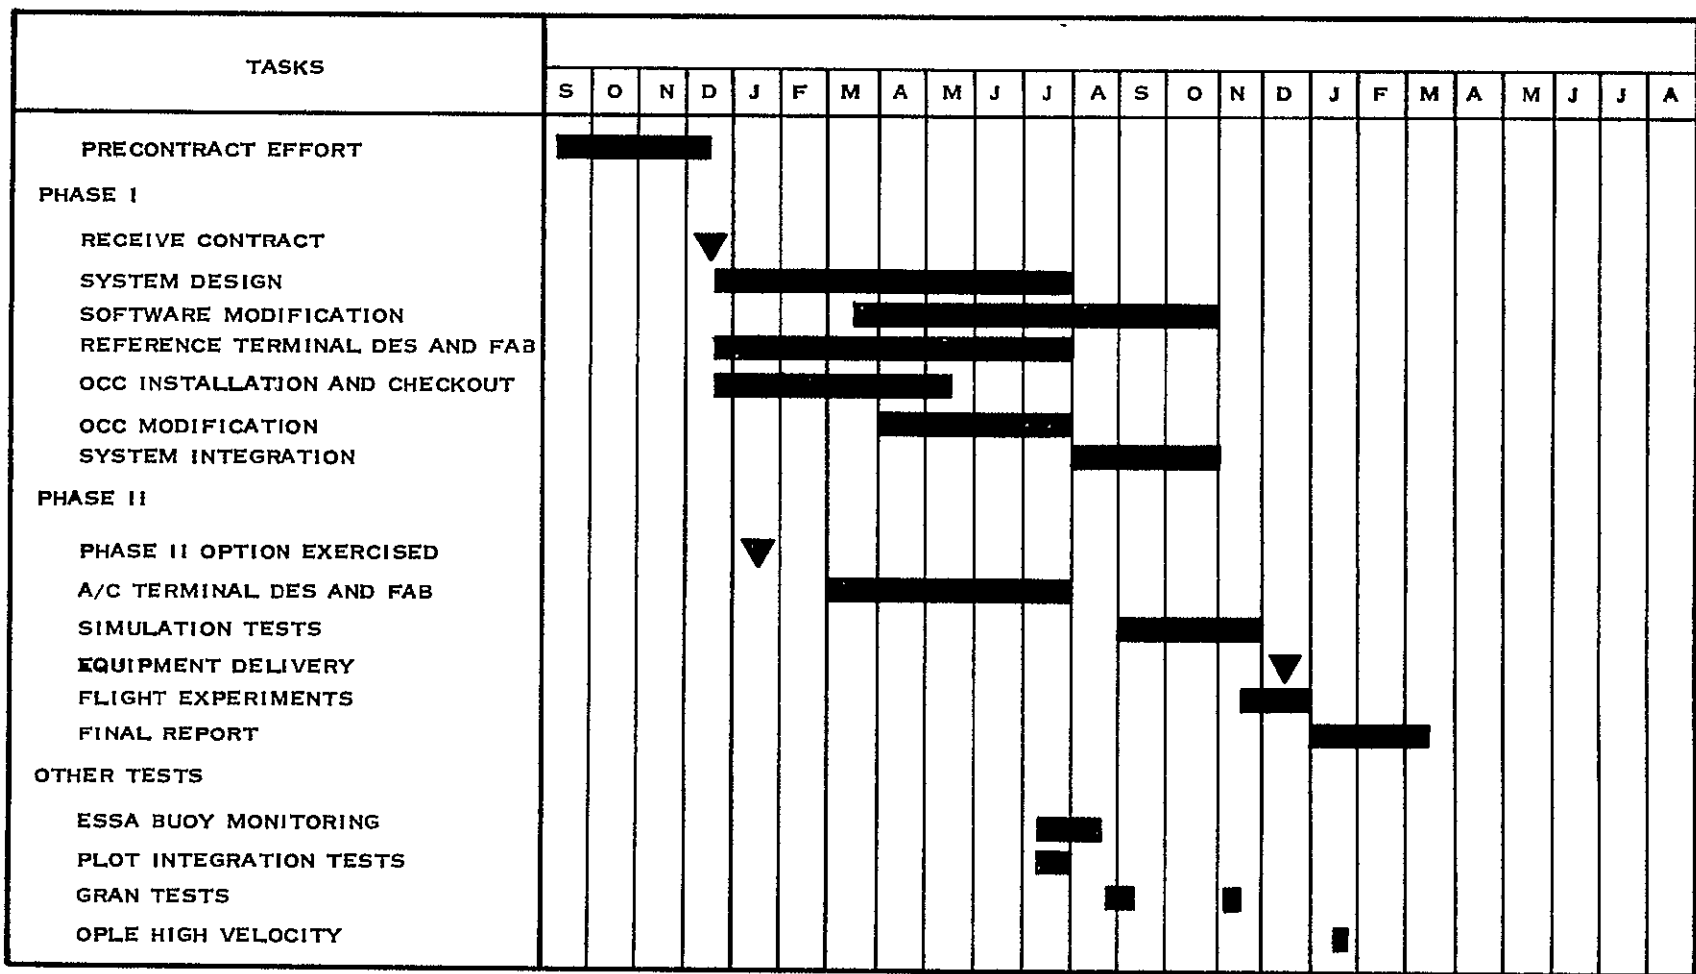 TASKS
S O N D J F M A M J J A S O N D J F M A M J J A
PRECONTRACT EFFORT
PHASE I
RECEIVE CONTRACT
SYSTEM DESIGN
SOFTWARE MODIFICATION
REFERENCE TERMINAL DES AND FAB
OCC INSTALLATION AND CHECKOUT
OCC MODIFICATION
SYSTEM INTEGRATION
PHASE II
PHASE II OPTION EXERCISED
A/C TERMINAL DES AND FAB
SIMULATION TESTS
EQUIPMENT DELIVERY
FLIGHT EXPERIMENTS
FINAL REPORT
OTHER TESTS
ESSA BUOY MONITORING
PLOT INTEGRATION TESTS
GRAN TESTS
OPLE HIGH VELOCITY